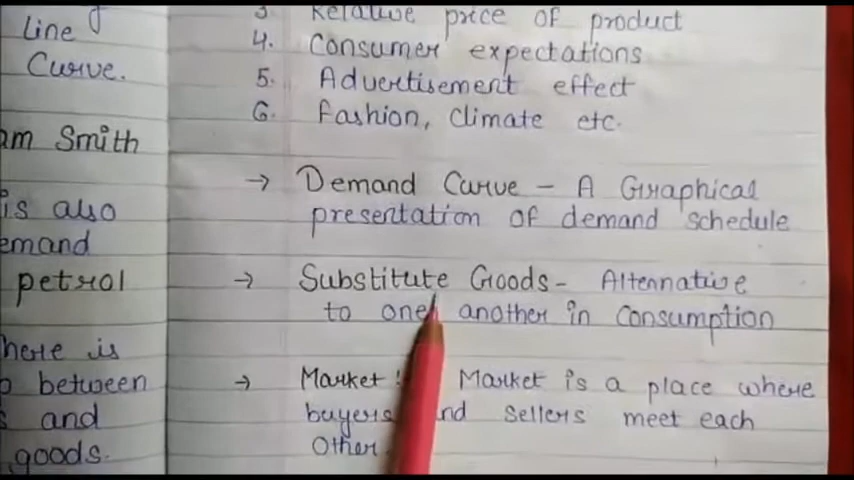 Line
Curve.
am Smith
is also
emand
petrol
here is
between
and
goods.
3. Relative price of product
4. Consumer expectations
5. Advertisement effect
6. Fashion, Climate etc.
→ Demand Curve - A Graphical
presentation of demand schedule
→ Substitute Goods- Alternative
to one another in Consumption
→ Market: Market is a place where
buyers and Sellers meet each
Other